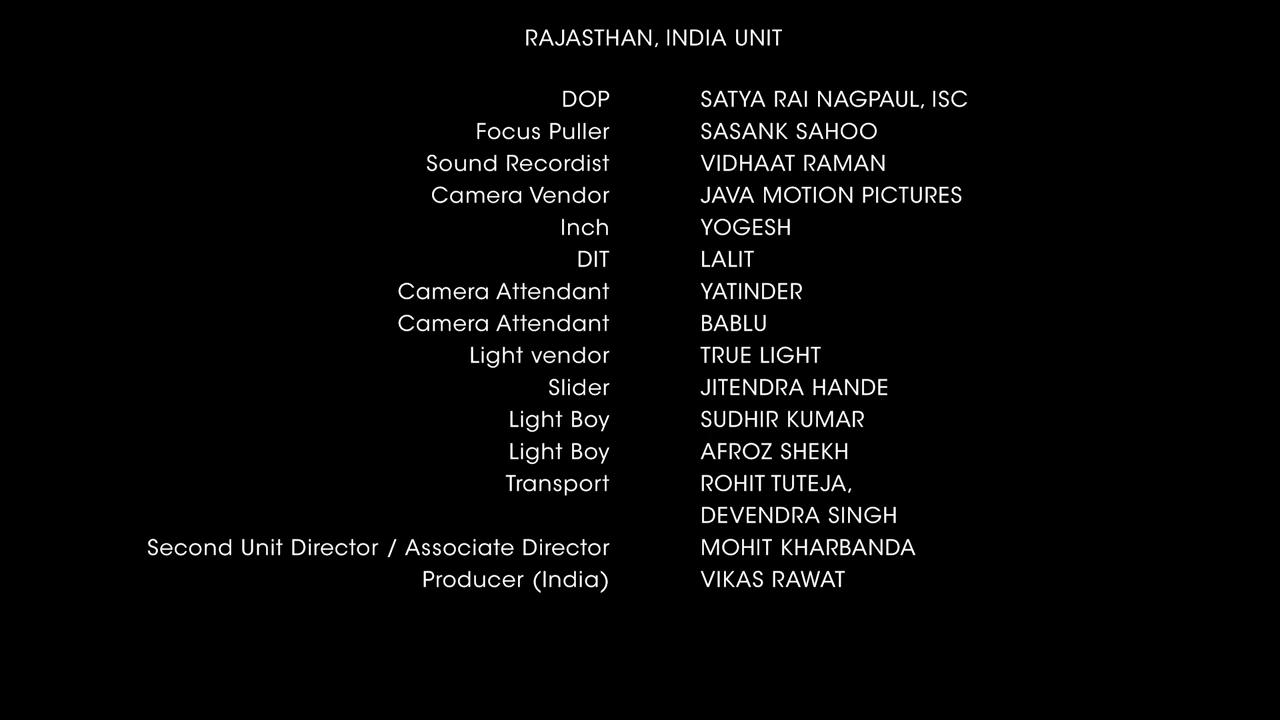 RAJASTHAN, INDIA UNIT
DOP SATYA RAI NAGPAUL, ISC
Focus Puller SASANK SAHOO
Sound Recordist VIDHAAT RAMAN
Camera Vendor JAVA MOTION PICTURES
Inch YOGESH
DIT LALIT
Camera Attendant YATINDER
Camera Attendant BABLU
Light vendor TRUE LIGHT
Slider JITENDRA HANDE
Light Boy SUDHIR KUMAR
Light Boy AFROZ SHEKH
Transport ROHIT TUTEJA,
DEVENDRA SINGH
Second Unit Director / Associate Director MOHIT KHARBANDA
Producer (India) VIKAS RAWAT